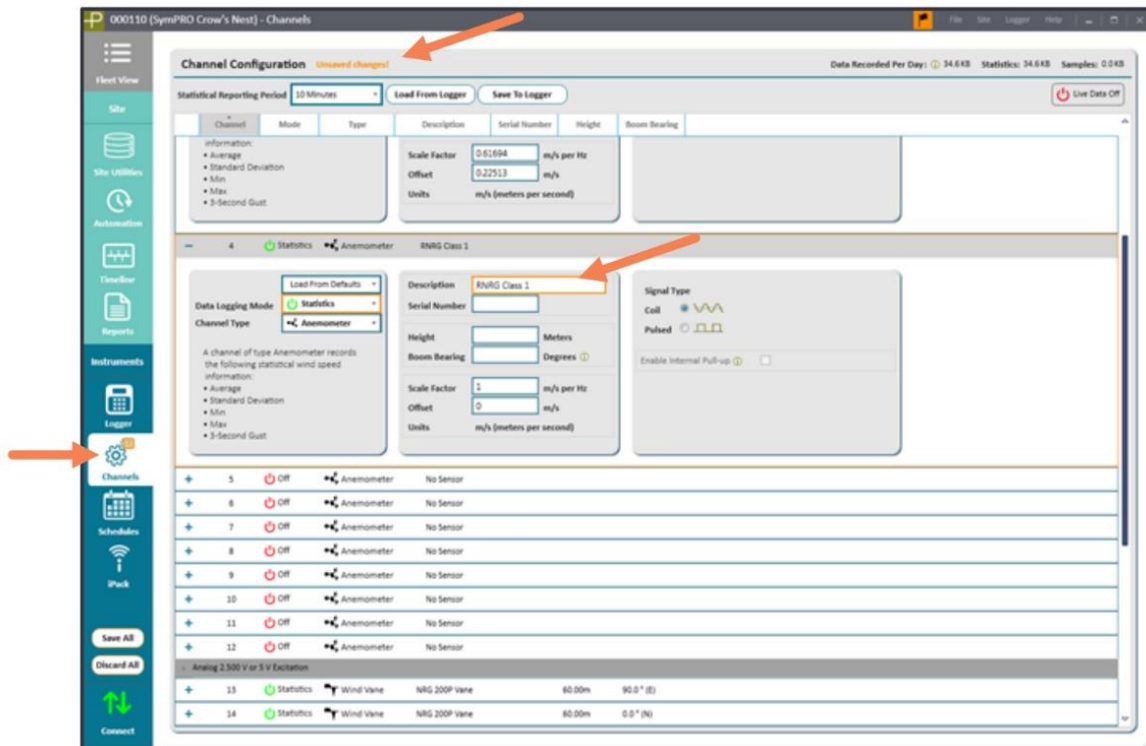 000110 (SymPRO Crow's Nest) - Channels
File Site Logger Help
Fleet View
Site
Site Utilities
Automation
Timeline
Reports
Instruments
Logger
Channels
Schedules
iPack
Save All
Discard All
Connect
Channel Configuration Unsaved changes!
Data Recorded Per Day: 34.6 KB Statistics: 34.6 KB Samples: 0.0 KB
Statistical Reporting Period 10 Minutes Load From Logger Save To Logger Live Data Off
Channel Mode Type Description Serial Number Height Boom Bearing
information:
• Average
• Standard Deviation
• Min
• Max
• 3-Second Gust
Scale Factor 0.61694 m/s per Hz
Offset 0.22513 m/s
Units m/s (meters per second)
4 Statistics Anemometer RNRG Class 1
Load From Defaults
Data Logging Mode Statistics
Channel Type Anemometer
A channel of type Anemometer records
the following statistical wind speed
information:
• Average
• Standard Deviation
• Min
• Max
• 3-Second Gust
Description RNRG Class 1
Serial Number
Height Meters
Boom Bearing Degrees
Scale Factor 1 m/s per Hz
Offset 0 m/s
Units m/s (meters per second)
Signal Type
Coil
Pulsed
Enable Internal Pull-up
5 Off Anemometer No Sensor
6 Off Anemometer No Sensor
7 Off Anemometer No Sensor
8 Off Anemometer No Sensor
9 Off Anemometer No Sensor
10 Off Anemometer No Sensor
11 Off Anemometer No Sensor
12 Off Anemometer No Sensor
Analog 2.500 V or 5 V Excitation
13 Statistics Wind Vane NRG 200P Vane 60.00m 90.0 ° (E)
14 Statistics Wind Vane NRG 200P Vane 60.00m 0.0 ° (N)